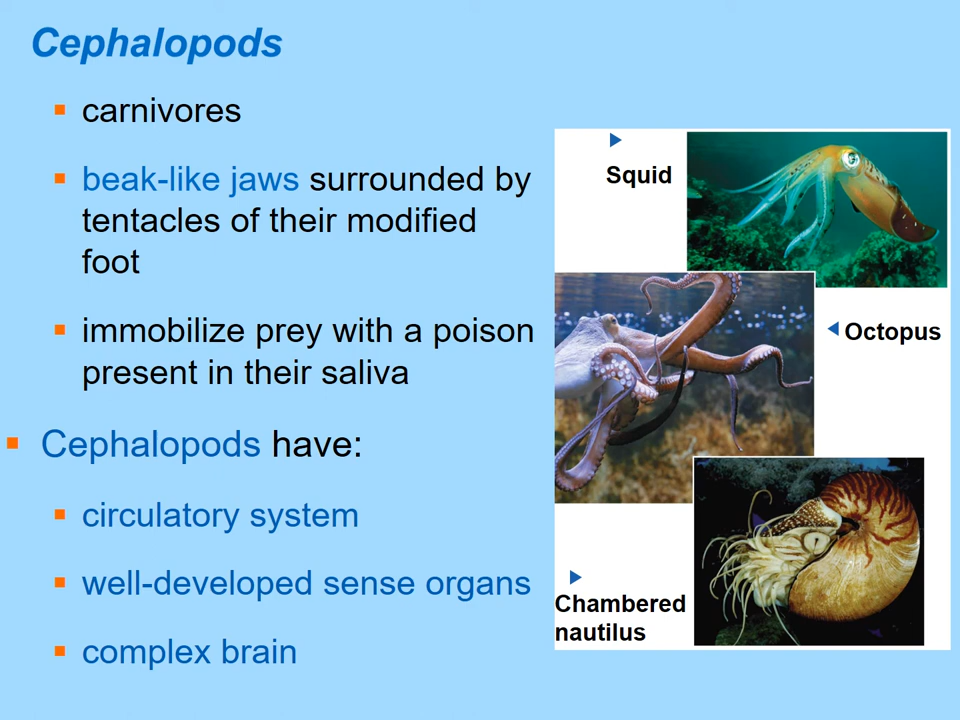 Cephalopods
carnivores
beak-like jaws surrounded by
tentacles of their modified
foot
immobilize prey with a poison
present in their saliva
Cephalopods have:
circulatory system
well-developed sense organs
complex brain
Squid
Octopus
Chambered
nautilus